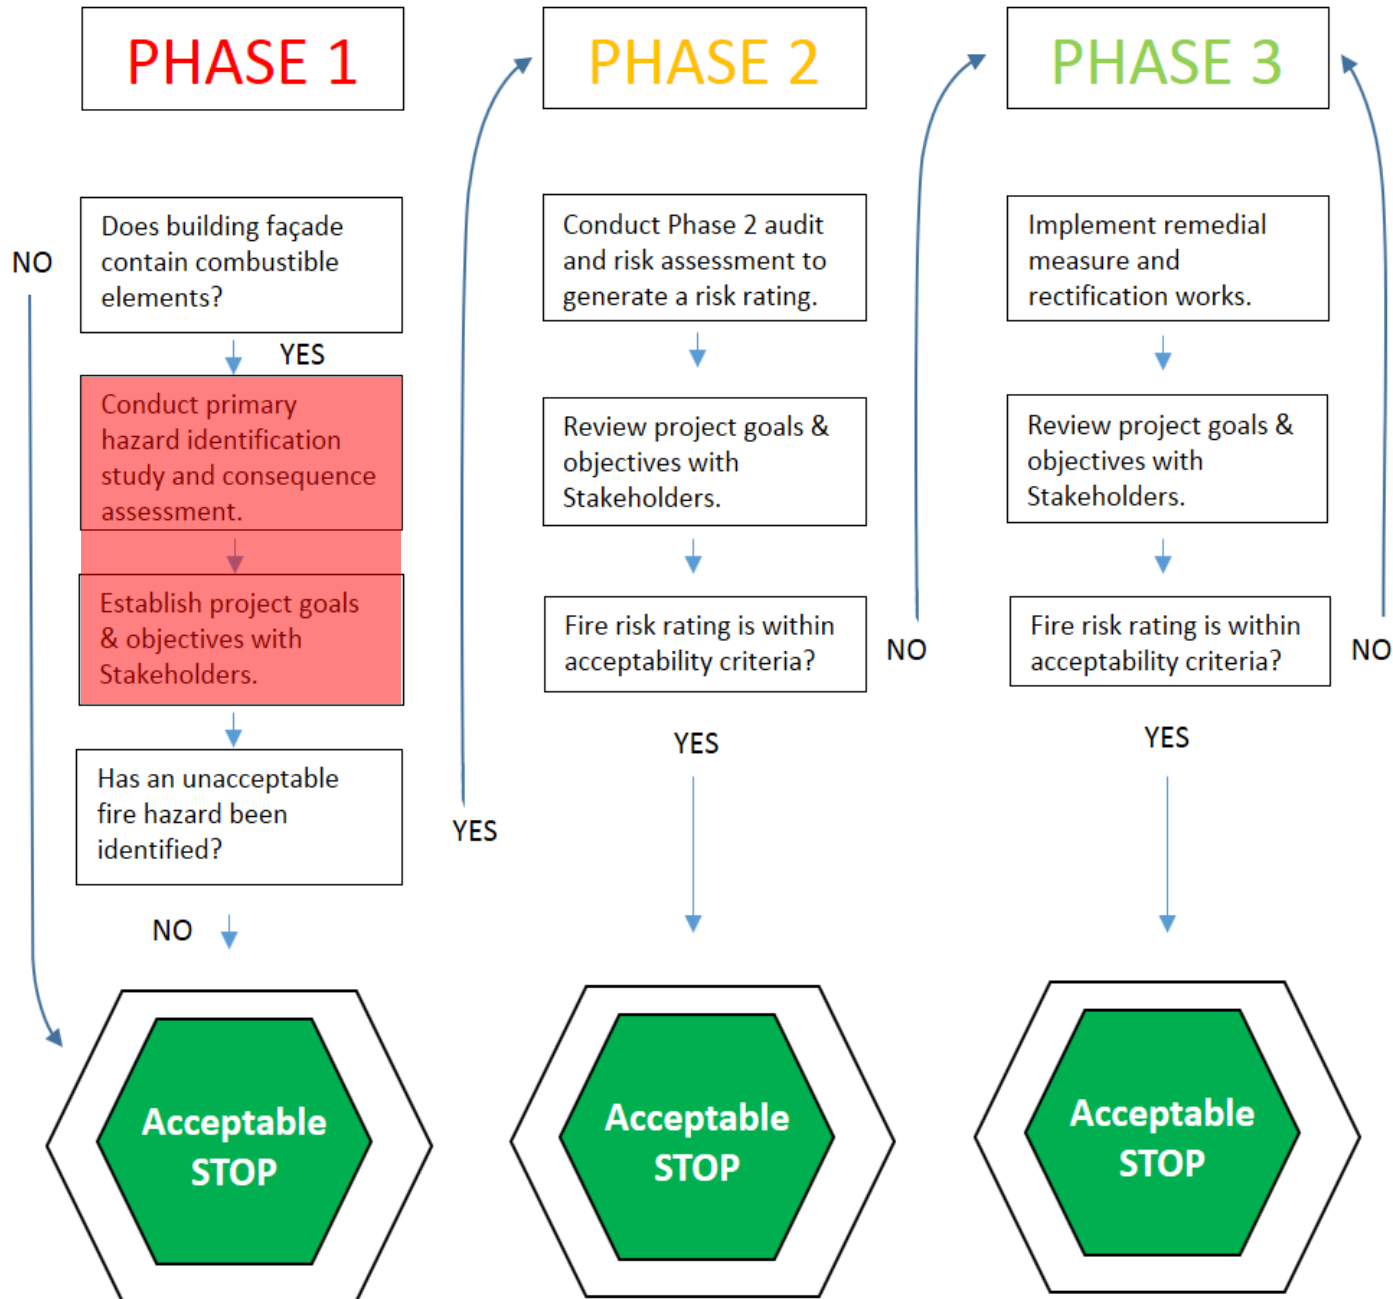 PHASE 1
NO
Does building façade
contain combustible
elements?
YES
Conduct primary
hazard identification
study and consequence
assessment.
Establish project goals
& objectives with
Stakeholders.
Has an unacceptable
fire hazard been
identified?
YES
NO
Acceptable
STOP
PHASE 2
Conduct Phase 2 audit
and risk assessment to
generate a risk rating.
Review project goals &
objectives with
Stakeholders.
Fire risk rating is within
acceptability criteria?
NO
YES
Acceptable
STOP
PHASE 3
Implement remedial
measure and
rectification works.
Review project goals &
objectives with
Stakeholders.
Fire risk rating is within
acceptability criteria?
NO
YES
Acceptable
STOP